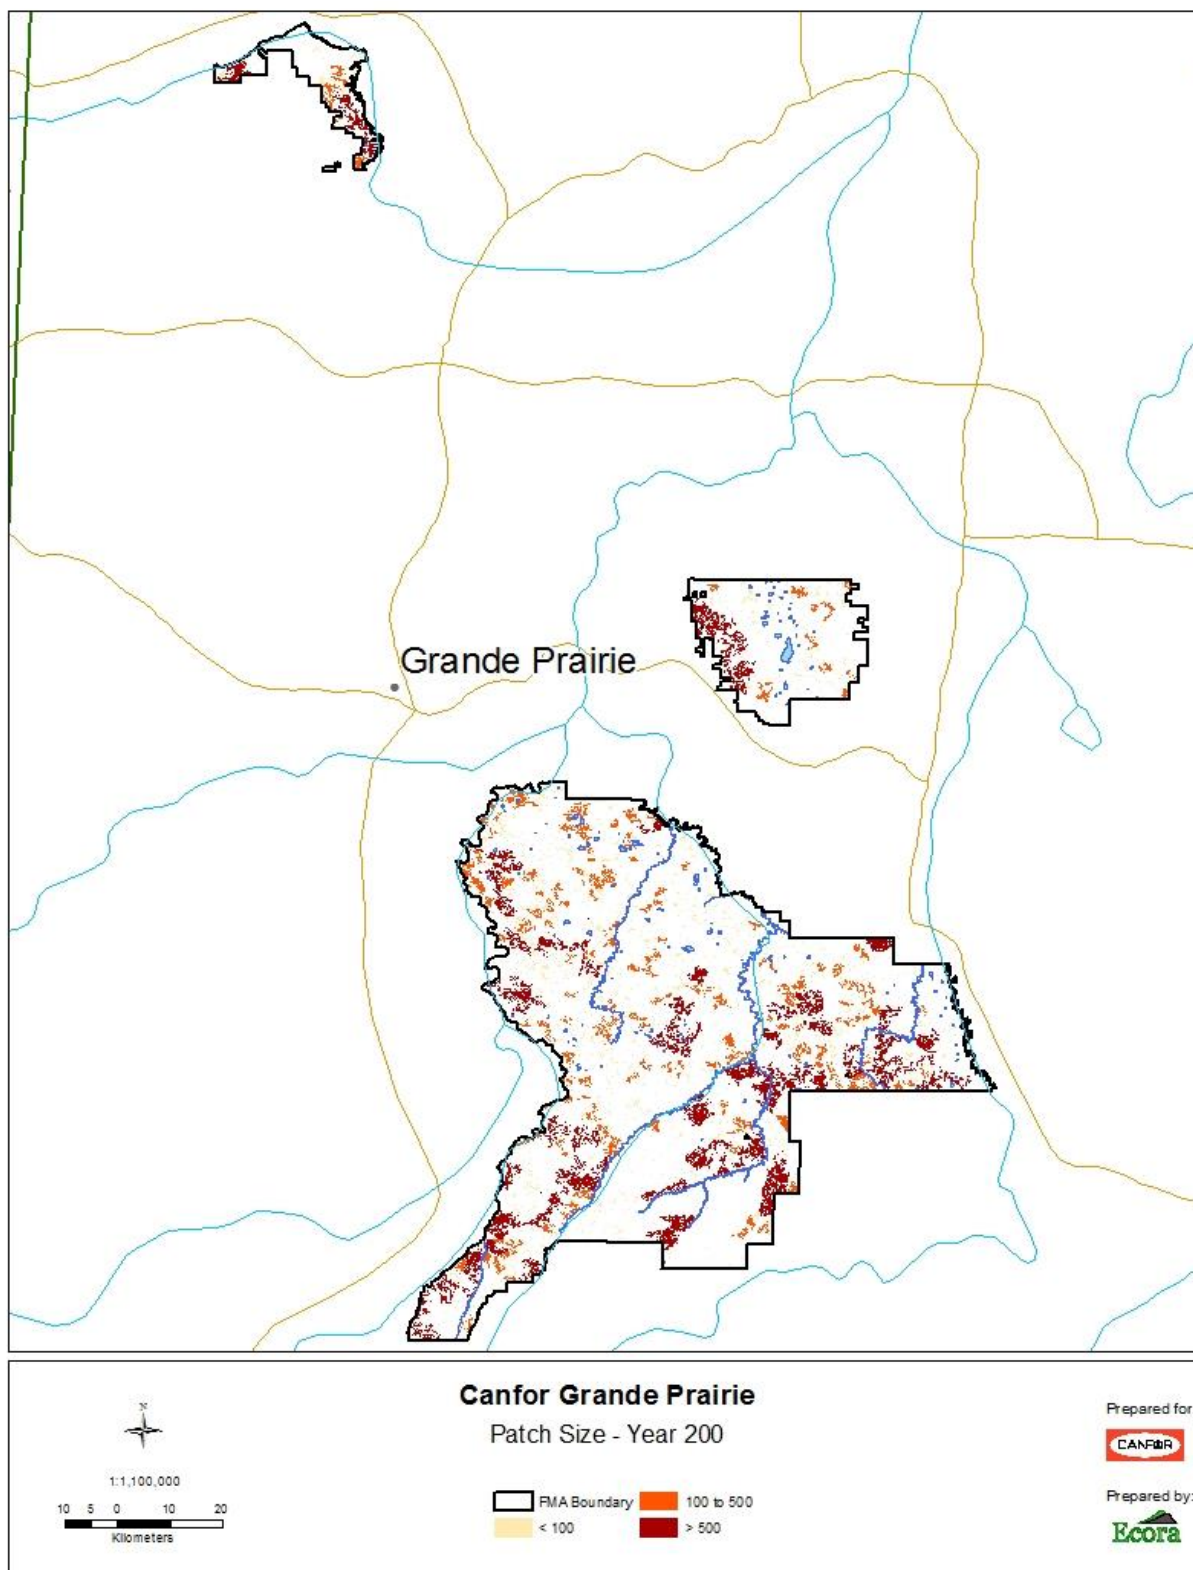 Grande Prairie
Canfor Grande Prairie
Patch Size - Year 200
N
1:1,100,000
10 5 0 10 20
Kilometers
FMA Boundary
100 to 500
< 100
> 500
Prepared for
CANFOR
Prepared by:
Ecora